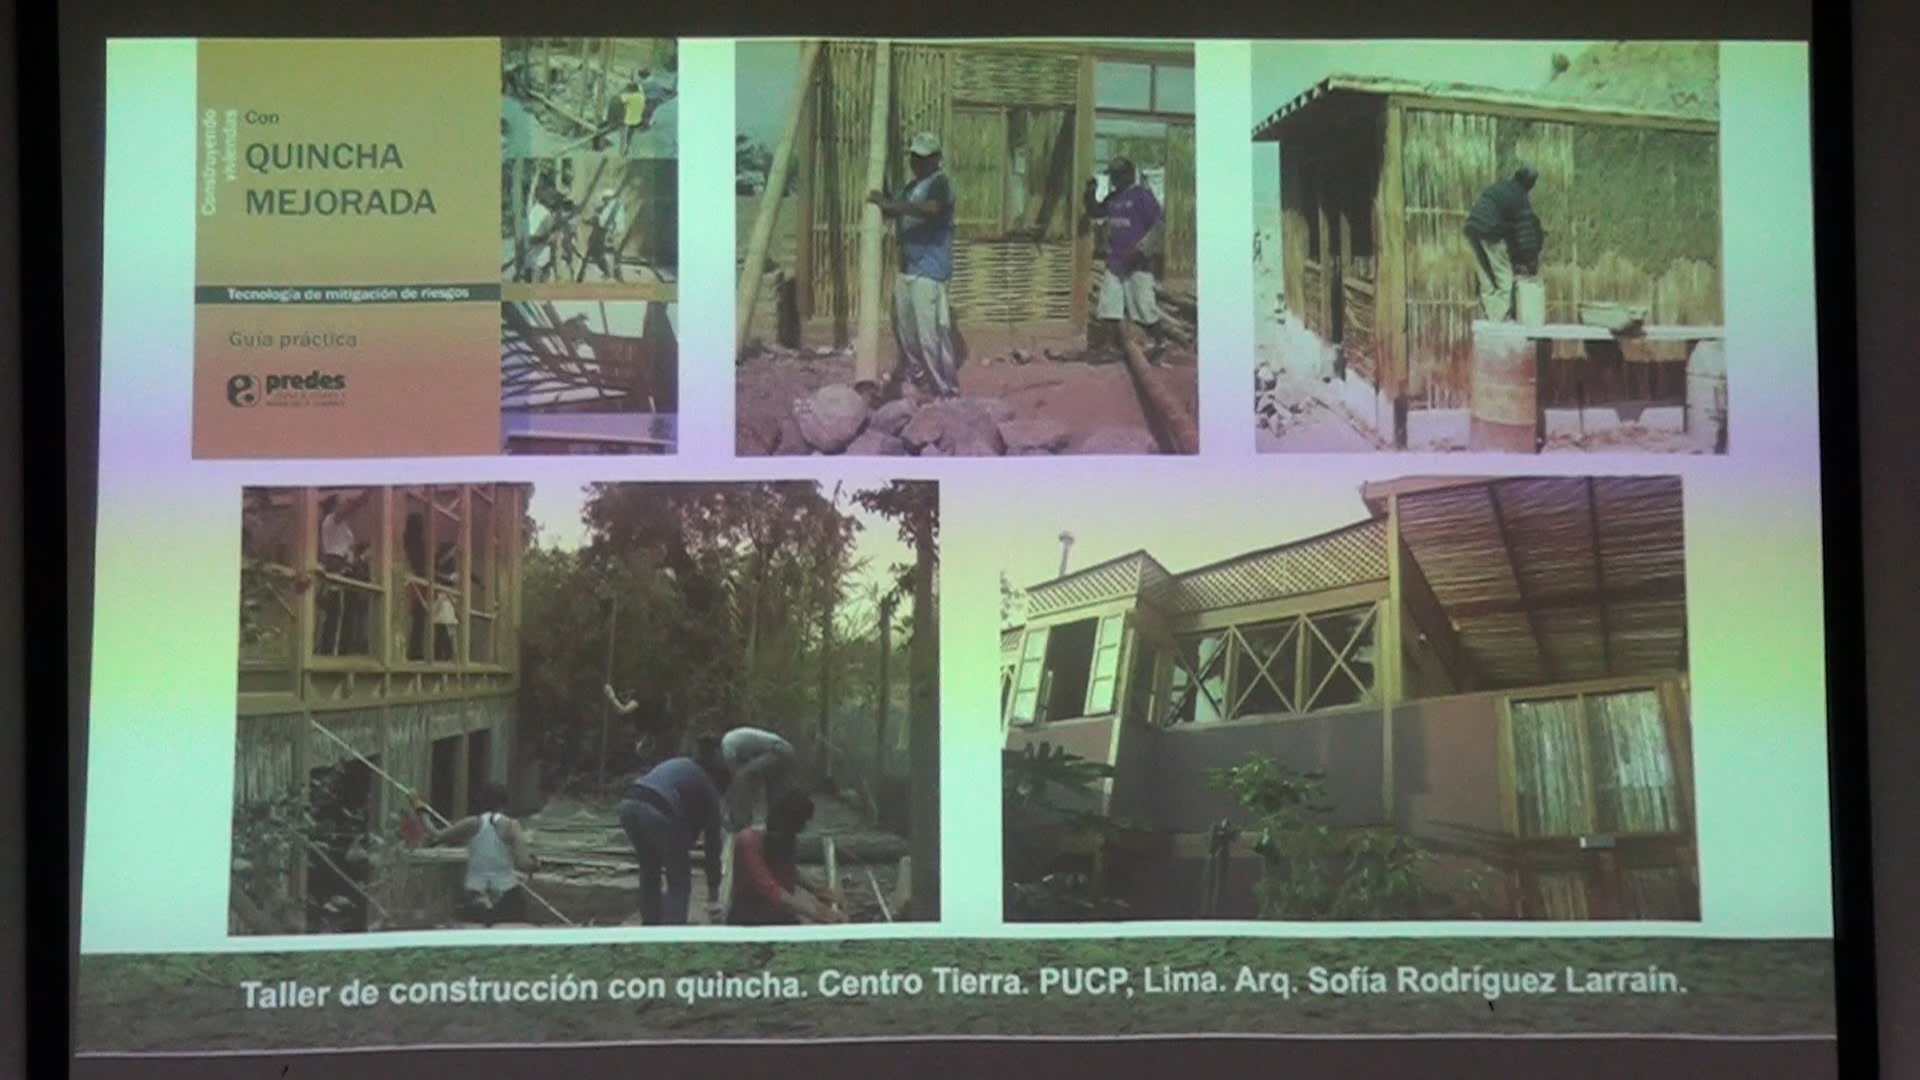 Construyendo
viviendas
Con
QUINCHA
MEJORADA
Tecnología de mitigación de riesgos
Guía práctica
predes
Taller de construcción con quincha. Centro Tierra. PUCP, Lima. Arq. Sofía Rodríguez Larraín.